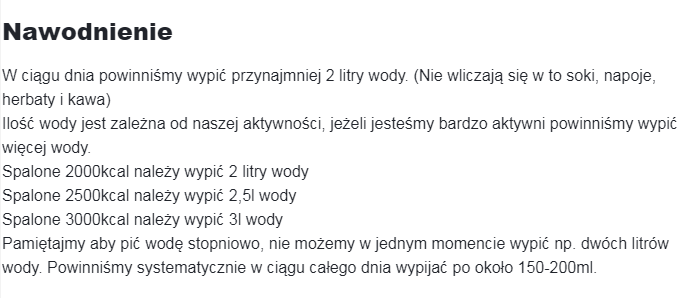 Nawodnienie
W ciągu dnia powinniśmy wypić przynajmniej 2 litry wody. (Nie wliczają się w to soki, napoje,
herbaty i kawa)
Ilość wody jest zależna od naszej aktywności, jeżeli jesteśmy bardzo aktywni powinniśmy wypić
więcej wody.
Spalone 2000kcal należy wypić 2 litry wody
Spalone 2500kcal należy wypić 2,5l wody
Spalone 3000kcal należy wypić 3l wody
Pamiętajmy aby pić wodę stopniowo, nie możemy w jednym momencie wypić np. dwóch litrów
wody. Powinniśmy systematycznie w ciągu całego dnia wypijać po około 150-200ml.